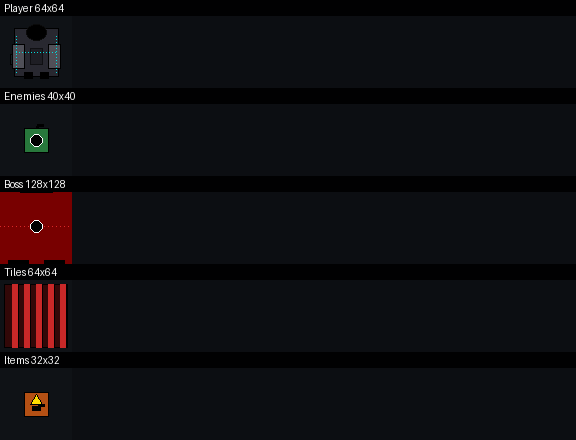 Player 64x64
Enemies 40x40
Boss 128x128
Tiles 64x64
Items 32x32